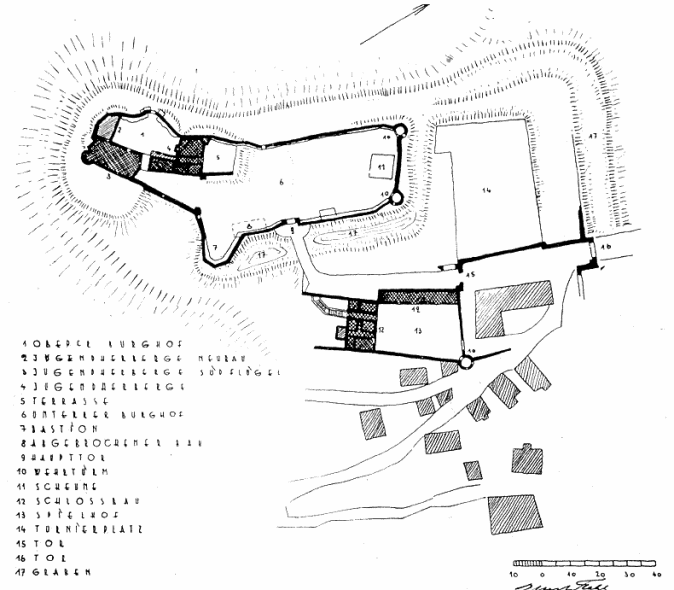 10
17
2
1
4
5
11
14
3
6
10
8
7
9
17
16
17
15
12
12
13
10
1 OBERER BURGHOF
2 JUGENDHERBERGE NEUBAU
3 JUGENDHERBERGE SÜDFLÜGEL
4 JUGENDHERBERGE
5 TERRASSE
6 UNTERER BURGHOF
7 BASTION
8 ABGEBROCHENER BAU
9 HAUPTTOR
10 WEHRTURM
11 SCHEUNE
12 SCHLOSSBAU
13 SPIELHOF
14 TURNIERPLATZ
15 TOR
16 TOR
17 GRABEN
10 0 10 20 30 40